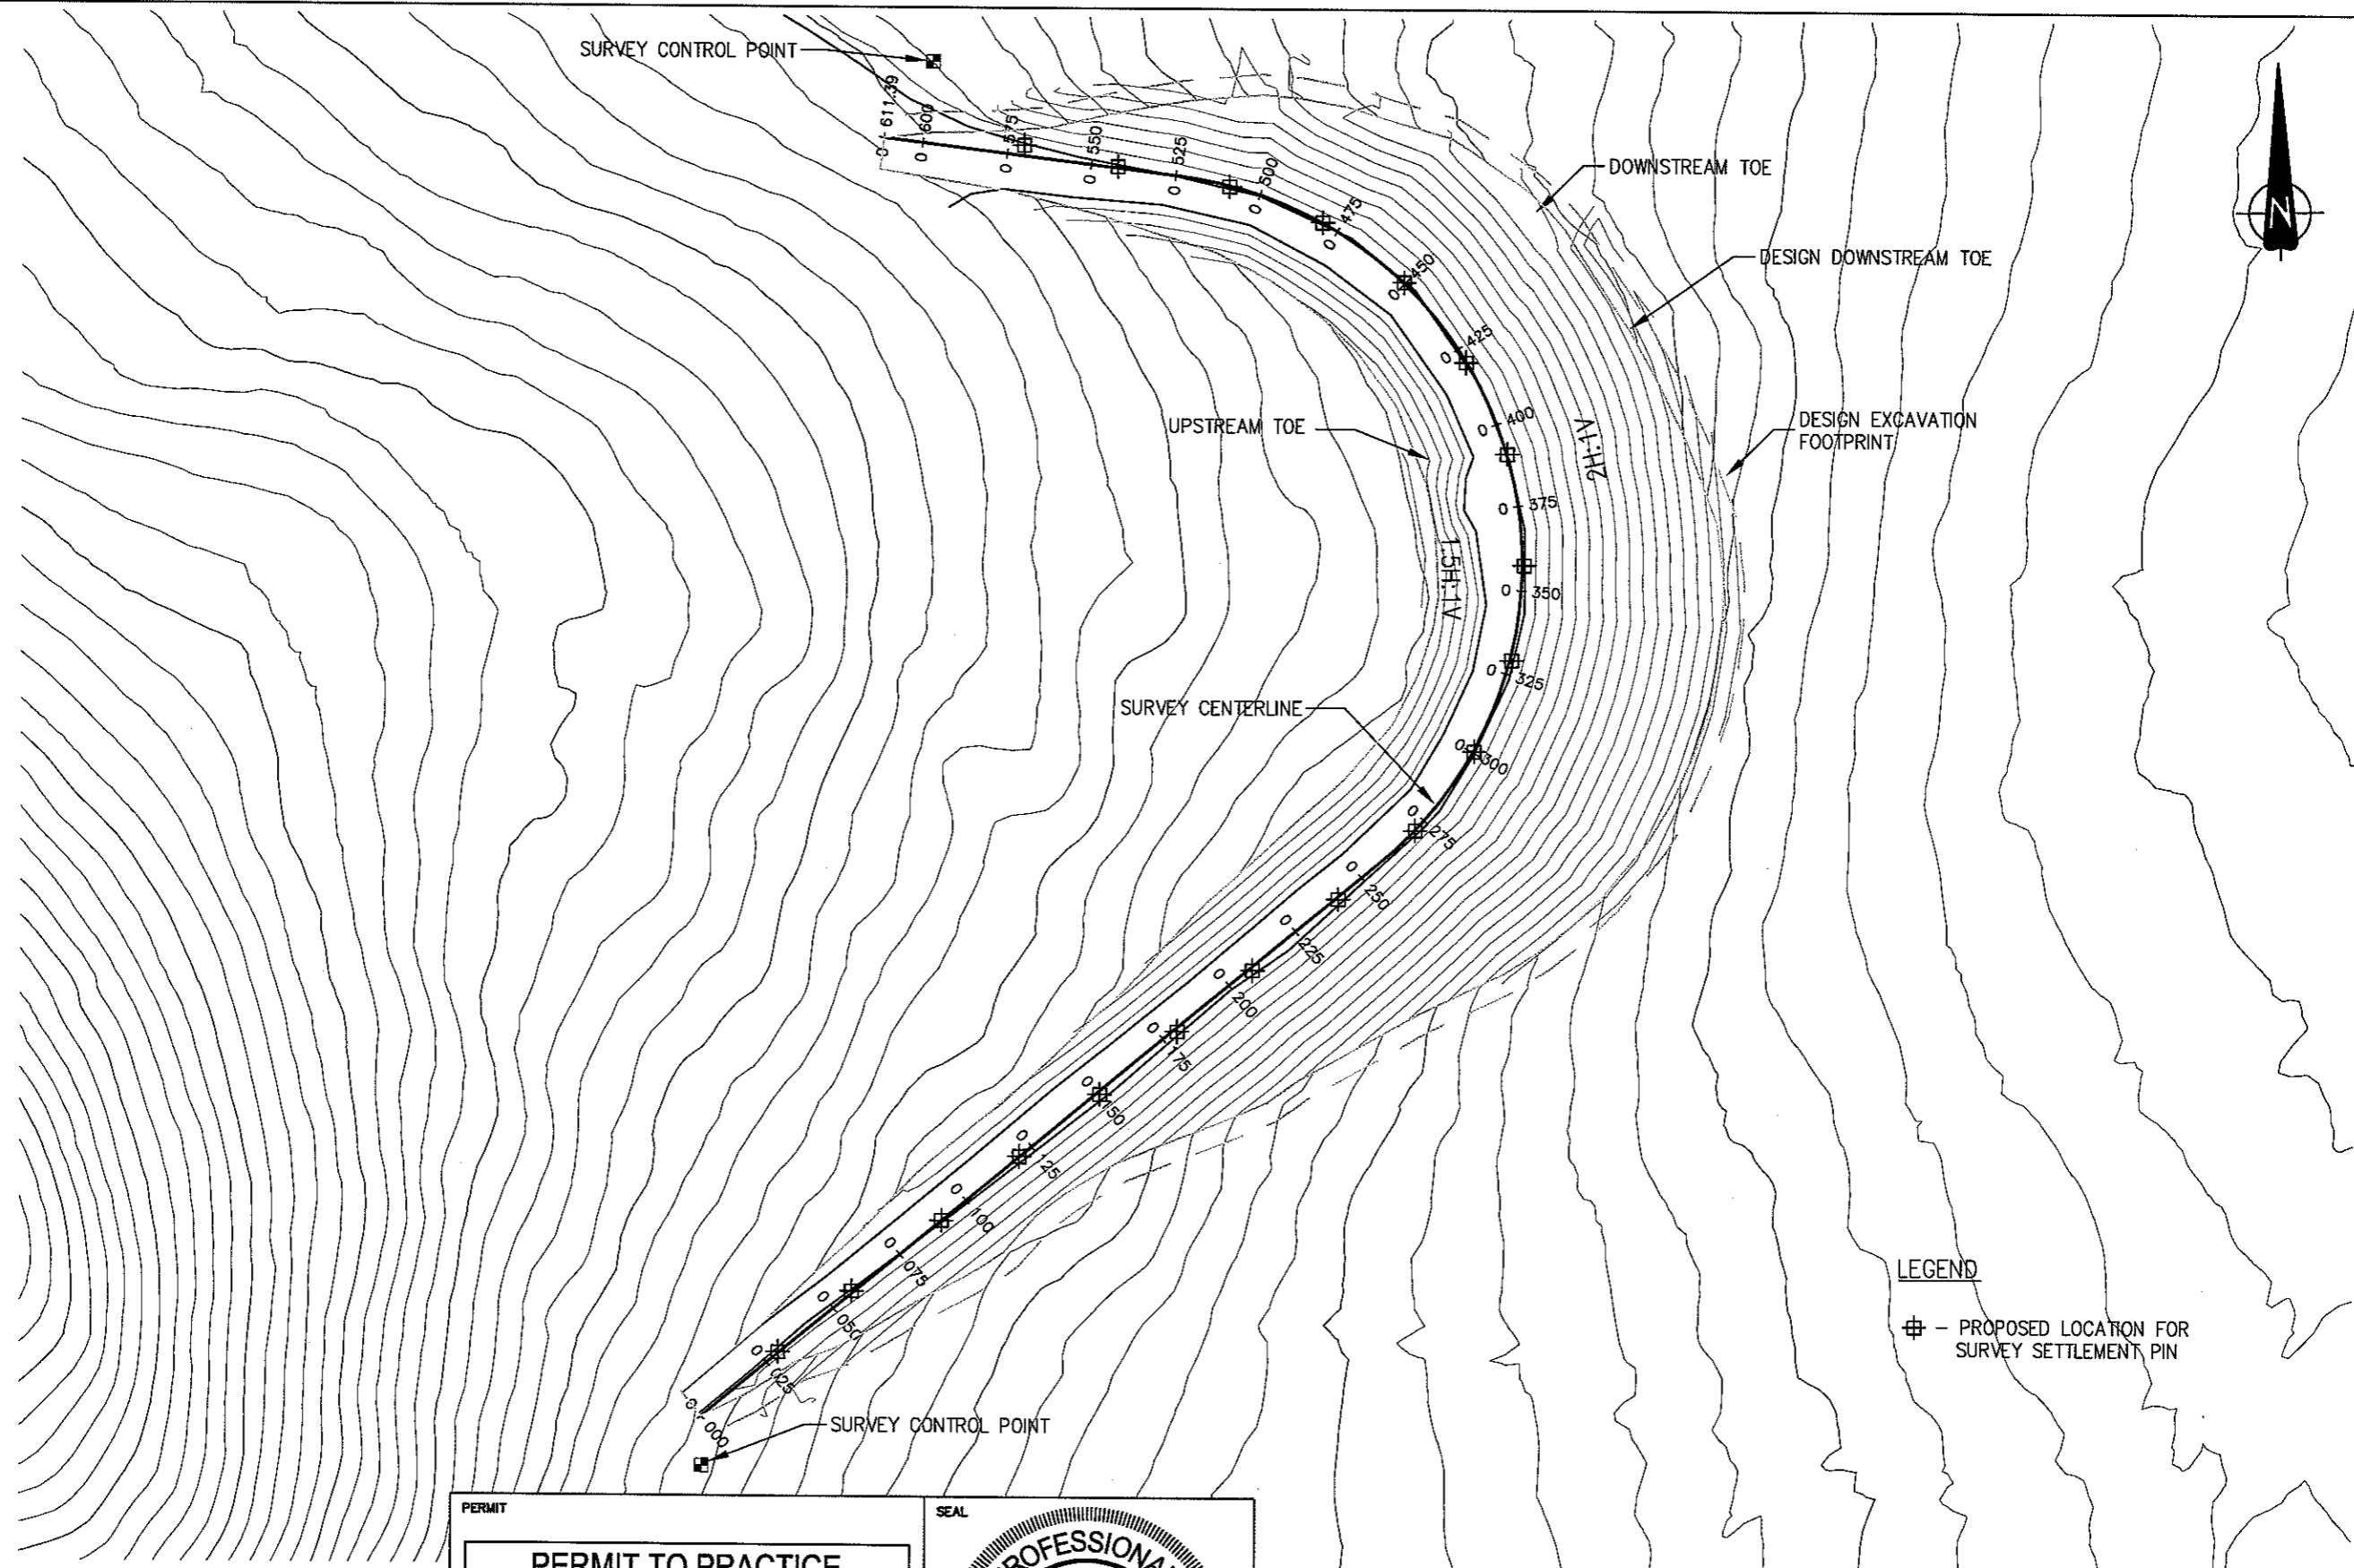 SURVEY CONTROL POINT
0 - 611.39
0 - 600
0 - 575
0 - 550
0 - 525
0 - 500
0 - 475
0 - 450
0 - 425
0 - 400
0 - 375
0 - 350
0 - 325
0 - 300
0 - 275
0 - 250
0 - 225
0 - 200
0 - 175
0 - 150
0 - 125
0 - 100
0 - 075
0 - 050
0 - 025
0 - 000
DOWNSTREAM TOE
DESIGN DOWNSTREAM TOE
N
UPSTREAM TOE
2H:1V
DESIGN EXCAVATION
FOOTPRINT
1.5H:1V
SURVEY CENTERLINE
LEGEND
- PROPOSED LOCATION FOR
SURVEY SETTLEMENT PIN
SURVEY CONTROL POINT
PERMIT
SEAL
PERMIT TO PRACTICE
PROFESSIONAL